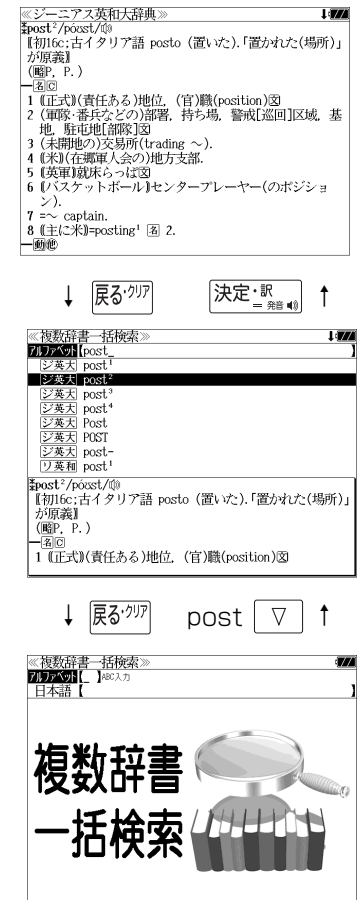 ≪ジーニアス英和大辞典≫
post²/póʊst/
〖初16c;古イタリア語 posto (置いた).「置かれた(場所)」
が原義〗
(略P, P.)
━名C
1 ⦅正式⦆(責任ある)地位, (官)職(position)図
2 (軍隊·番兵などの)部署, 持ち場, 警戒[巡回]区域, 基
地, 駐屯地[部隊]図
3 (未開地の)交易所(trading ～).
4 ⦅米⦆(在郷軍人会の)地方支部.
5 ⦅英軍⦆就床らっぱ図
6 ⦅バスケットボール⦆センタープレーヤー(のポジショ
ン).
7 =～ captain.
8 ⦅主に米⦆=posting¹ 名 2.
━動他
↓ 戻る·クリア 決定·訳 ↑
= 発音
≪複数辞書一括検索≫
アルファベット【post_ 】
ジ英大 post¹
ジ英大 post²
ジ英大 post³
ジ英大 post⁴
ジ英大 Post
ジ英大 POST
ジ英大 post-
リ英和 post¹
post²/póʊst/
〖初16c;古イタリア語 posto (置いた).「置かれた(場所)」
が原義〗
(略P, P.)
━名C
1 ⦅正式⦆(責任ある)地位, (官)職(position)図
↓ 戻る·クリア post ▽ ↑
≪複数辞書一括検索≫
アルファベット【_ 】ABC入力
日本語【 】
複数辞書
一括検索